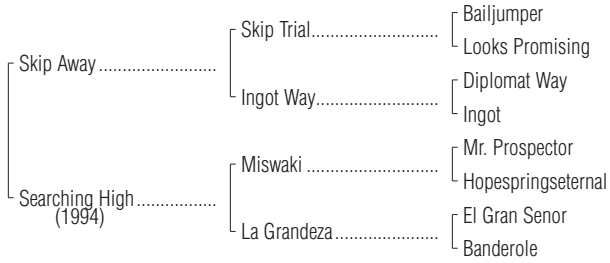 Bailjumper
Skip Trial
Looks Promising
Skip Away
Diplomat Way
Ingot Way
Ingot
Mr. Prospector
Miswaki
Hopespringseternal
Searching High
(1994)
El Gran Senor
La Grandeza
Banderole